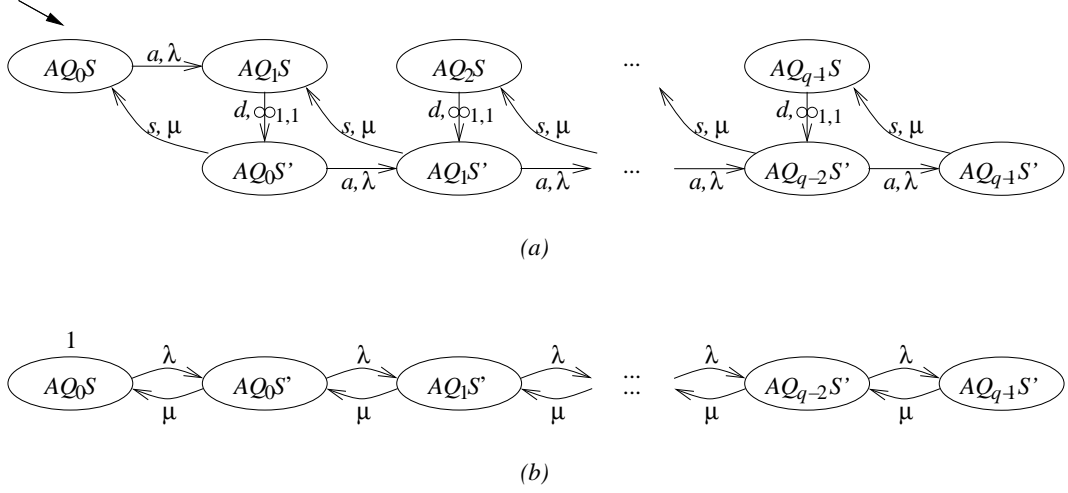 AQ₀S a, λ AQ₁S AQ₂S ... AQq−1S
s, μ d, ∞1,1 s, μ d, ∞1,1 s, μ s, μ d, ∞1,1 s, μ
AQ₀S' a, λ AQ₁S' a, λ ... a, λ AQq−2S' a, λ AQq−1S'
(a)
1
λ λ λ λ λ
AQ₀S AQ₀S' AQ₁S' ... ... AQq−2S' AQq−1S'
μ μ μ μ μ
(b)